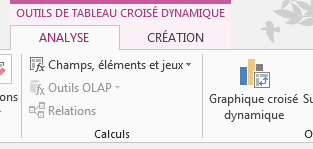 OUTILS DE TABLEAU CROISÉ DYNAMIQUE
ANALYSE CRÉATION
Champs, éléments et jeux
Outils OLAP
Relations
Graphique croisé
dynamique
Calculs